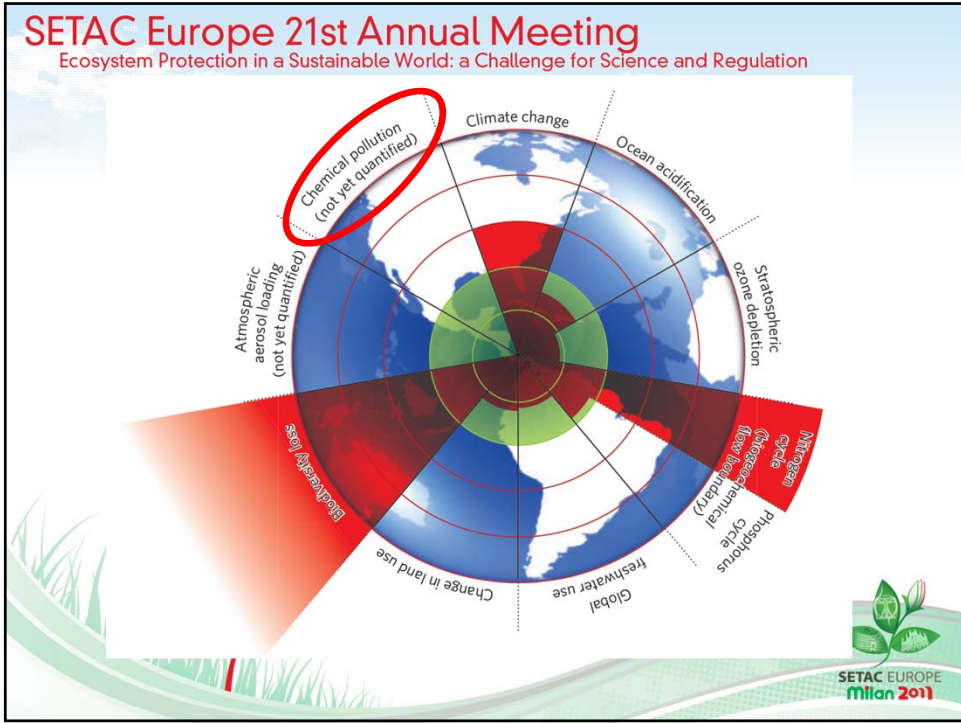 SETAC Europe 21st Annual Meeting
Ecosystem Protection in a Sustainable World: a Challenge for Science and Regulation
Climate change
Ocean acidification
Stratospheric
ozone depletion
Nitrogen
cycle
(biogeochemical
flow boundary)
Phosphorus
cycle
Global
freshwater use
Change in land use
Biodiversity loss
Atmospheric
aerosol loading
(not yet quantified)
Chemical pollution
(not yet quantified)
SETAC EUROPE
Milan 2011